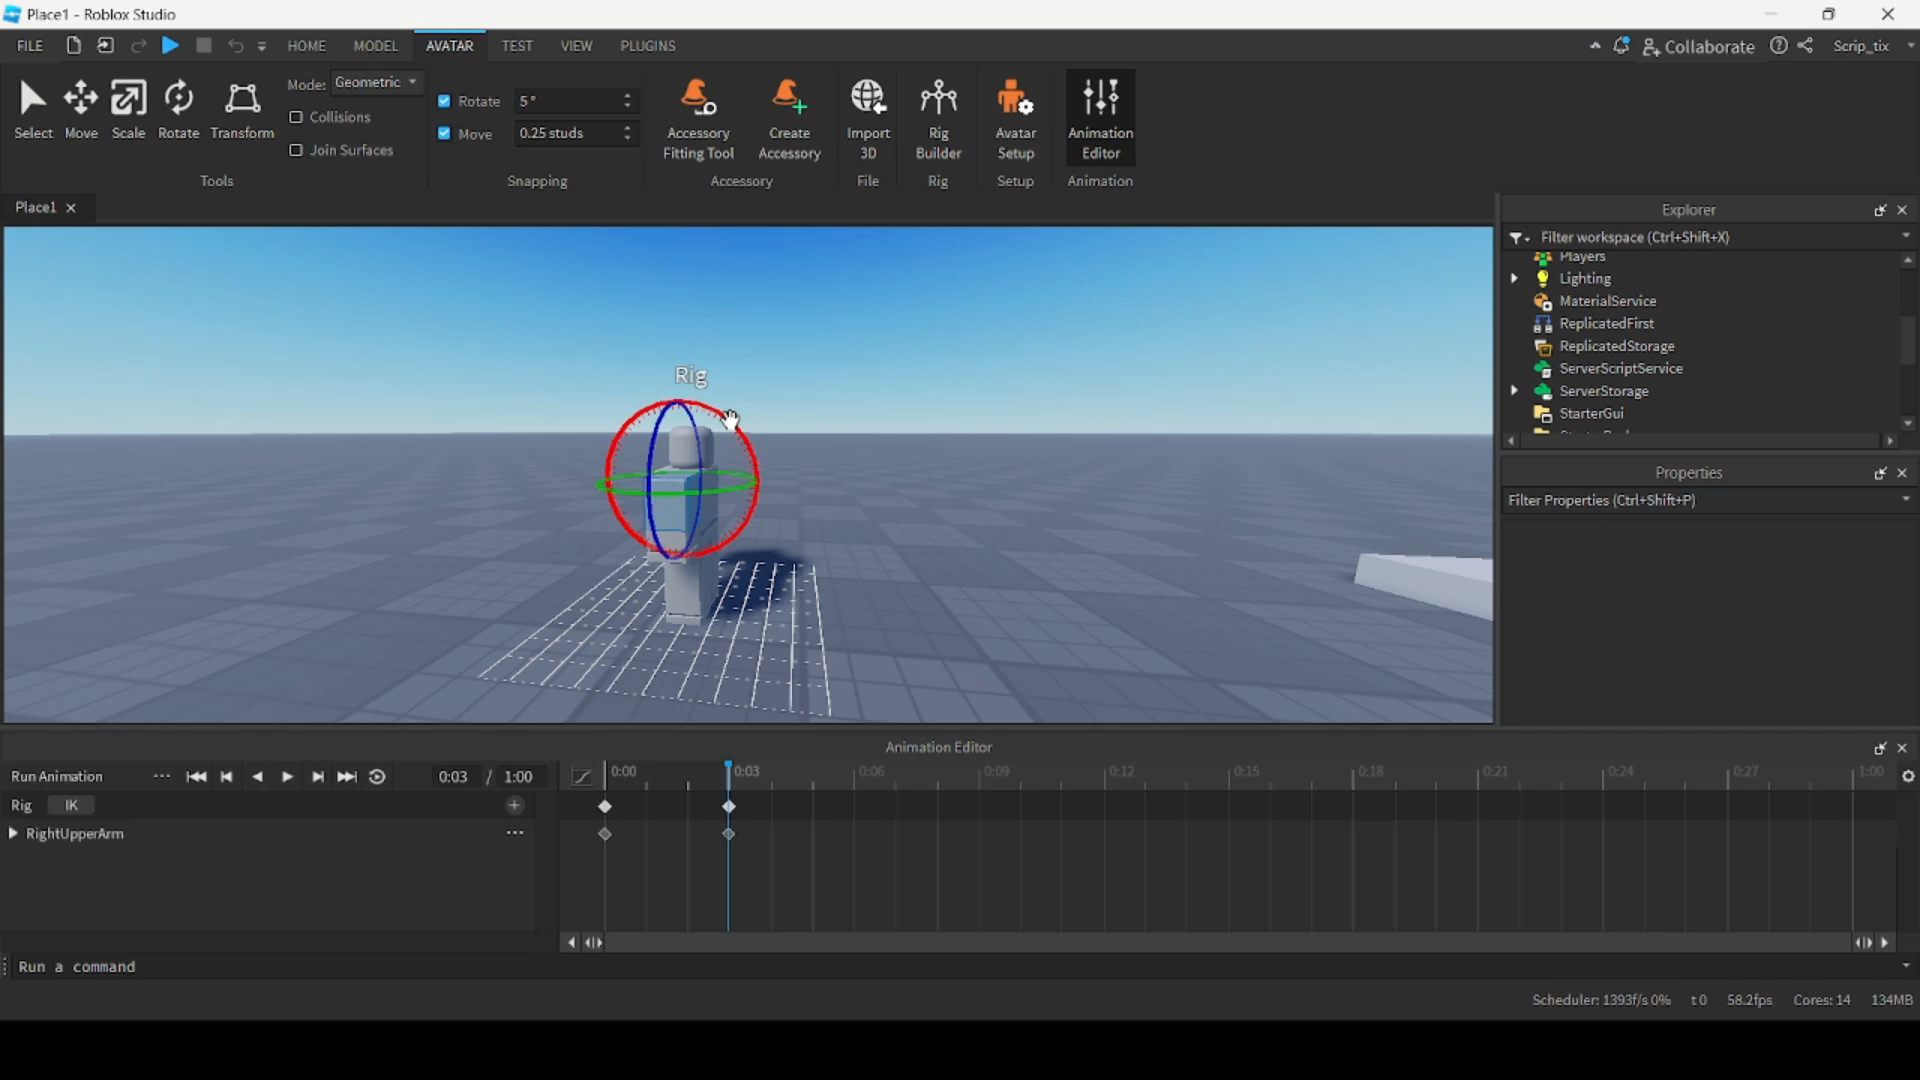 Place1 - Roblox Studio
FILE HOME MODEL AVATAR TEST VIEW PLUGINS Collaborate Scrip_tix
Select Move Scale Rotate Transform
Mode: Geometric
Collisions
Join Surfaces
Tools
Rotate 5 °
Move 0.25 studs
Snapping
Accessory
Fitting Tool
Create
Accessory
Accessory
Import
3D
File
Rig
Builder
Rig
Avatar
Setup
Setup
Animation
Editor
Animation
Place1
Rig
Explorer
Filter workspace (Ctrl+Shift+X)
Players
Lighting
MaterialService
ReplicatedFirst
ReplicatedStorage
ServerScriptService
ServerStorage
StarterGui
Properties
Filter Properties (Ctrl+Shift+P)
Animation Editor
Run Animation 0:03 / 1:00
0:00 0:03 0:06 0:09 0:12 0:15 0:18 0:21 0:24 0:27 1:00
Rig IK
RightUpperArm
Run a command
Scheduler: 1393f/s 0% t 0 58.2fps Cores: 14 134MB